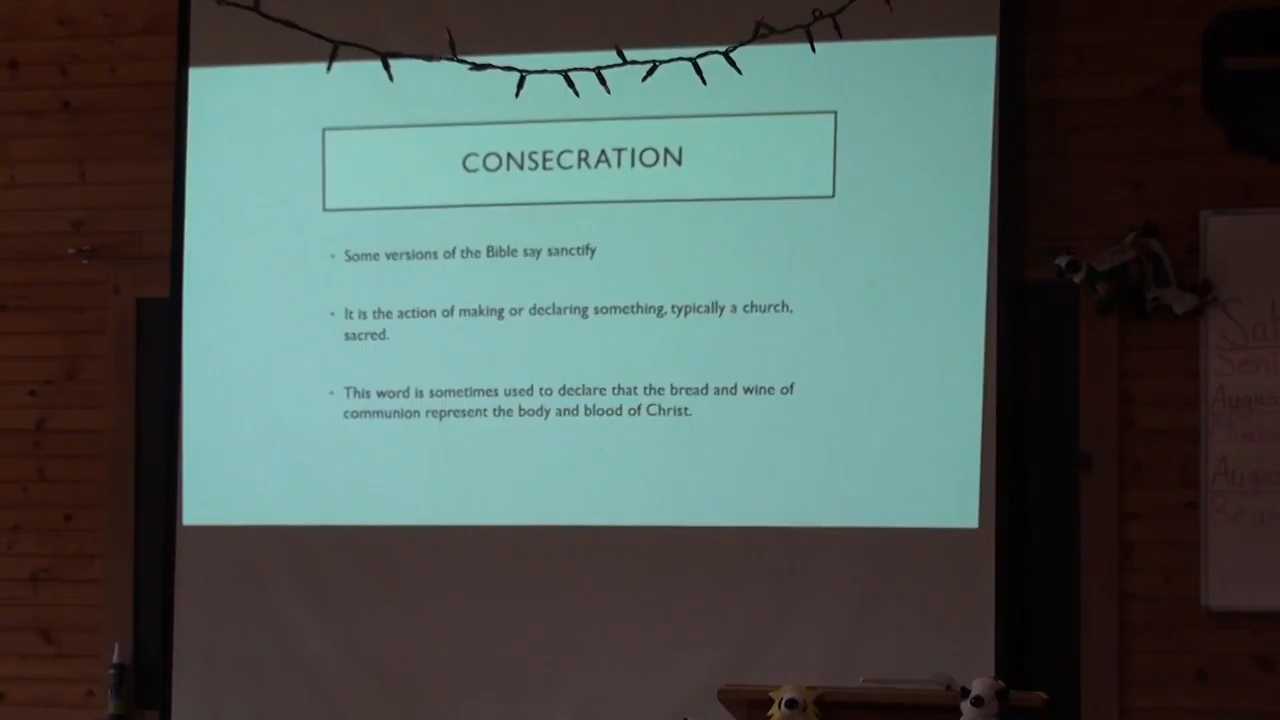 CONSECRATION
• Some versions of the Bible say sanctify
• It is the action of making or declaring something, typically a church,
sacred.
• This word is sometimes used to declare that the bread and wine of
communion represent the body and blood of Christ.